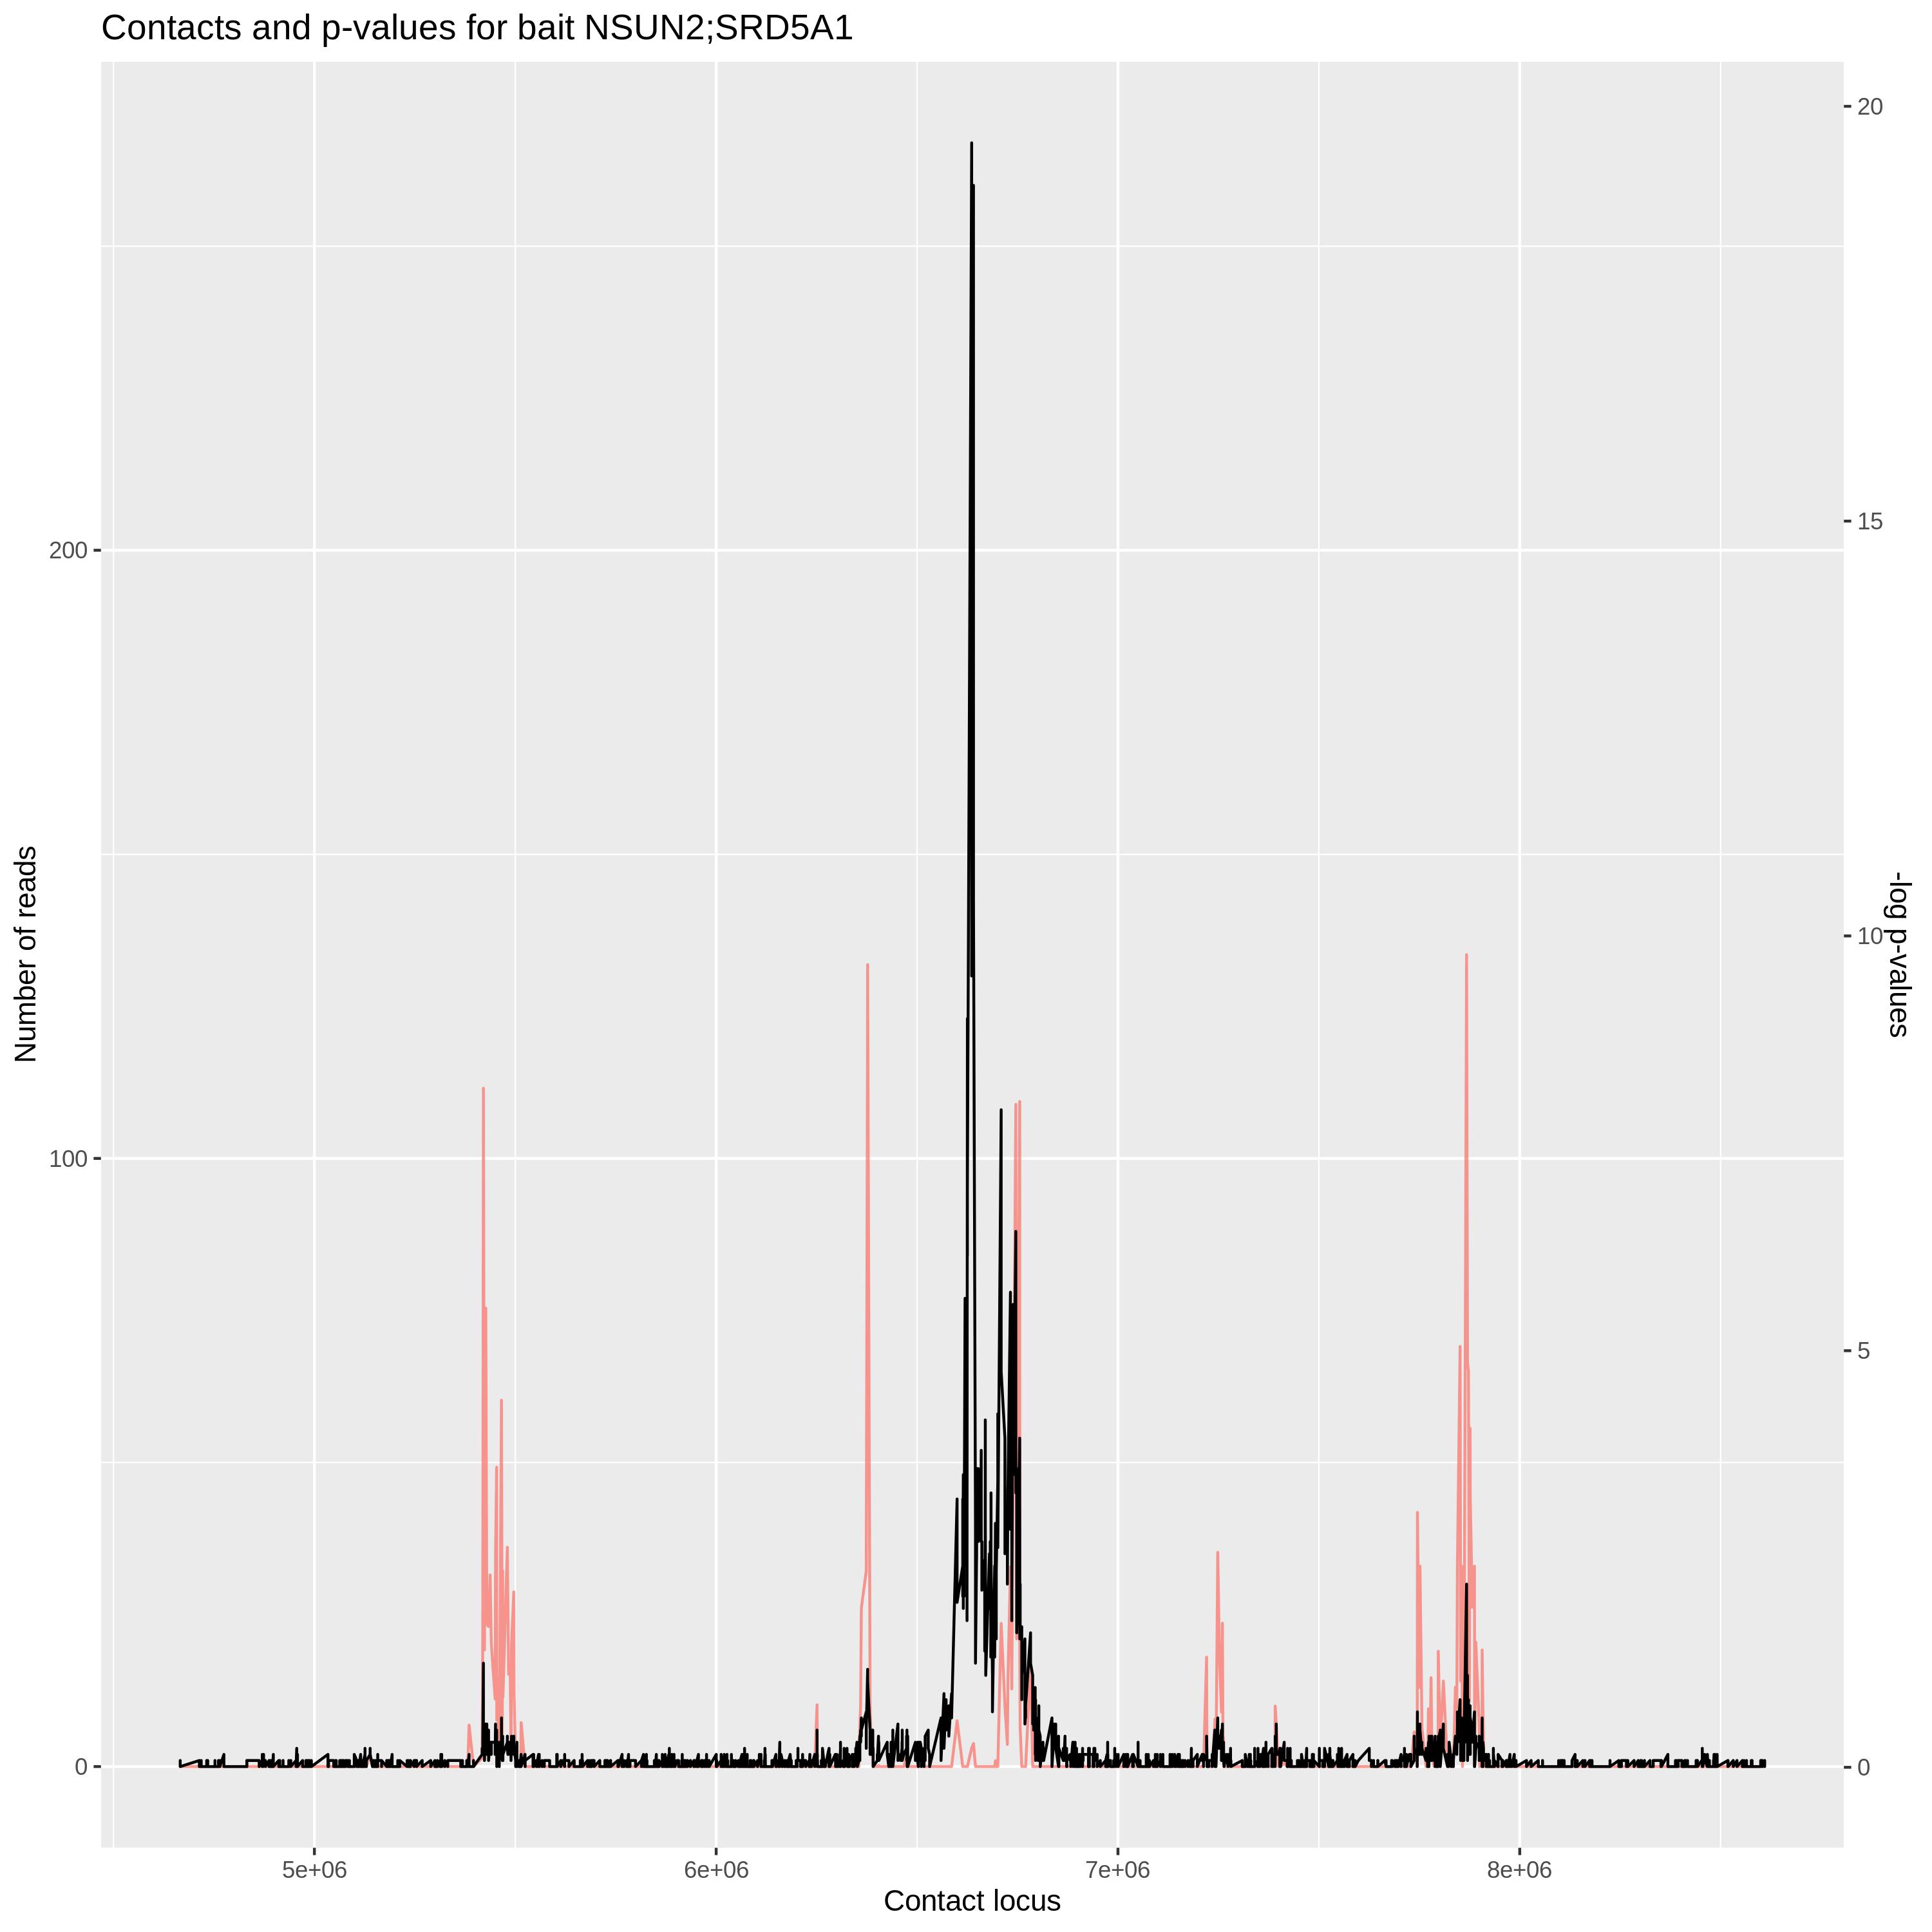 Contacts and p-values for bait NSUN2;SRD5A1
20
15
10
5
0
200
100
0
Number of reads
-log p-values
5e+06
6e+06
7e+06
8e+06
Contact locus